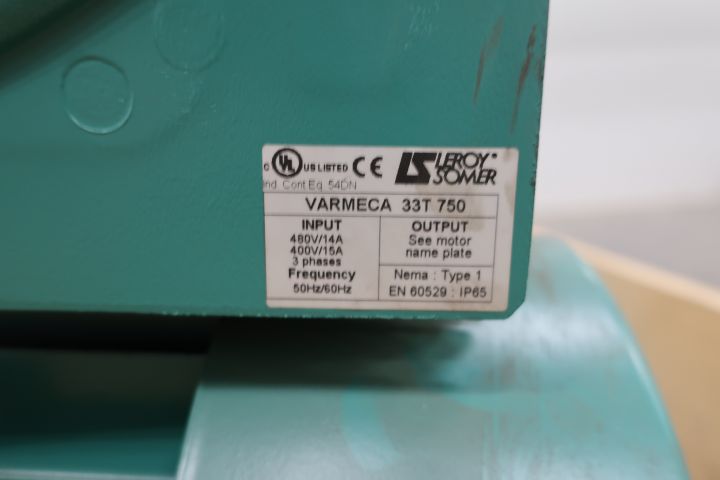 C UL US LISTED CE LS LEROY®
SOMER
Ind. Cont Eq. 54DN
VARMECA 33T 750
INPUT
480V/14A
400V/15A
3 phases
Frequency
50Hz/60Hz
OUTPUT
See motor
name plate
Nema : Type 1
EN 60529 : IP65